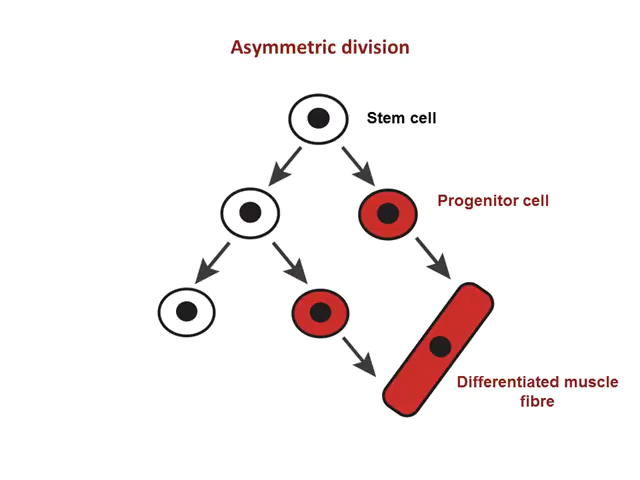 Asymmetric division
Stem cell
Progenitor cell
Differentiated muscle
fibre